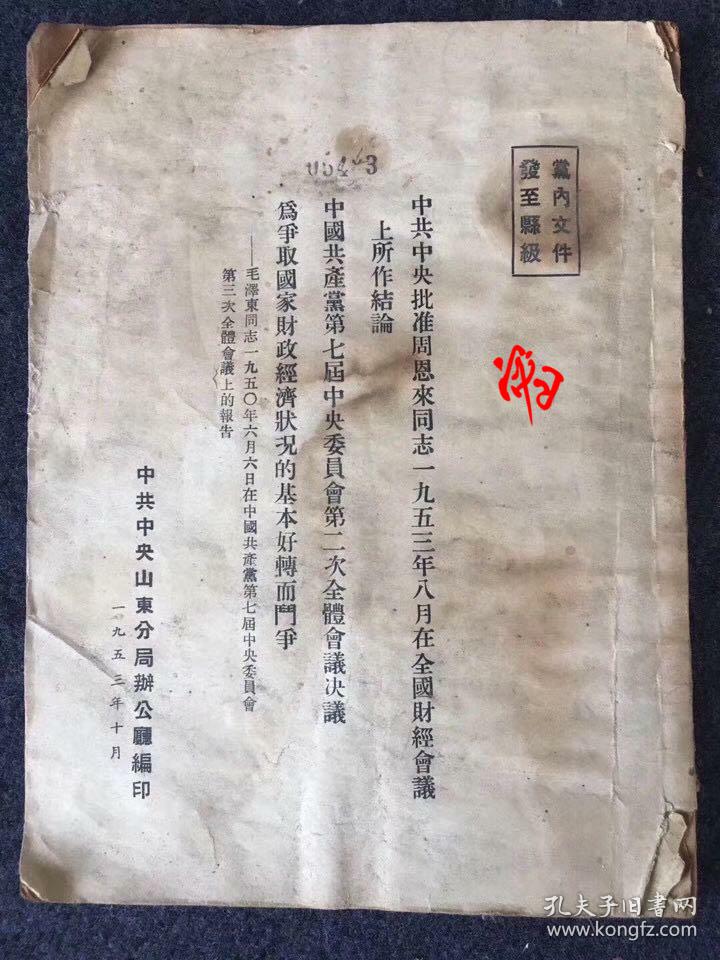 黨內文件
發至縣級
中共中央批准周恩來同志一九五三年八月在全國財經會議
上所作結論
中國共產黨第七屆中央委員會第二次全體會議決議
爲爭取國家財政經濟狀況的基本好轉而鬥爭
——毛澤東同志一九五〇年六月六日在中國共產黨第七屆中央委員會
第三次全體會議上的報告
中共中央山東分局辦公廳編印
一九五三年十月
孔夫子旧书网
www.kongfz.com